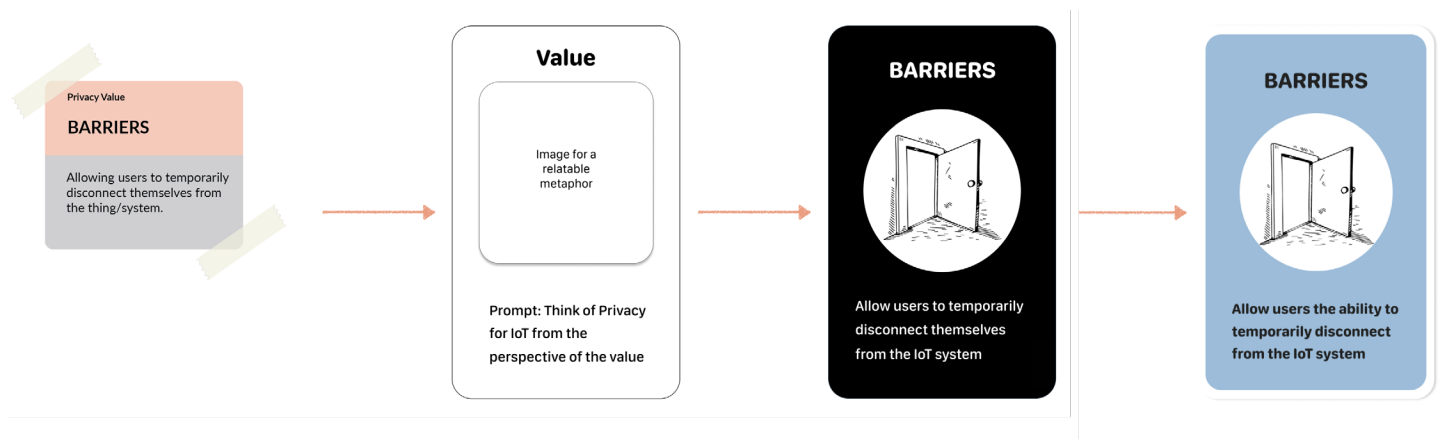 Privacy Value
BARRIERS
Allowing users to temporarily
disconnect themselves from
the thing/system.
Value
Image for a
relatable
metaphor
Prompt: Think of Privacy
for IoT from the
perspective of the value
BARRIERS
Allow users to temporarily
disconnect themselves
from the IoT system
BARRIERS
Allow users the ability to
temporarily disconnect
from the IoT system